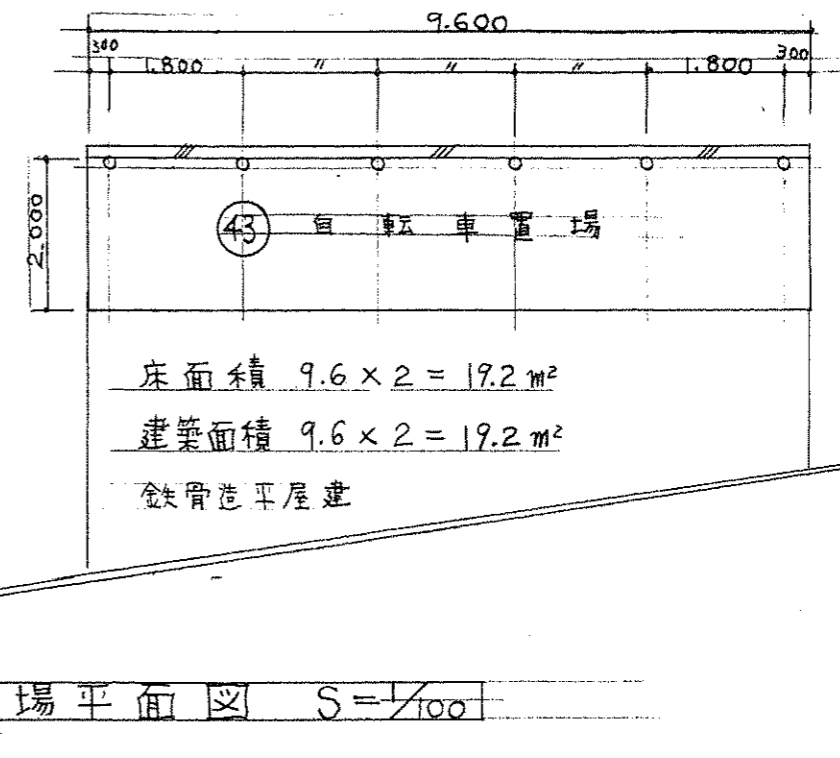 9.600
300 1.800 〃 〃 〃 1.800 300
2.000
43 自転車置場
床面積 9.6 × 2 = 19.2 m²
建築面積 9.6 × 2 = 19.2 m²
鉄骨造平屋建
場平面図 S=1/100